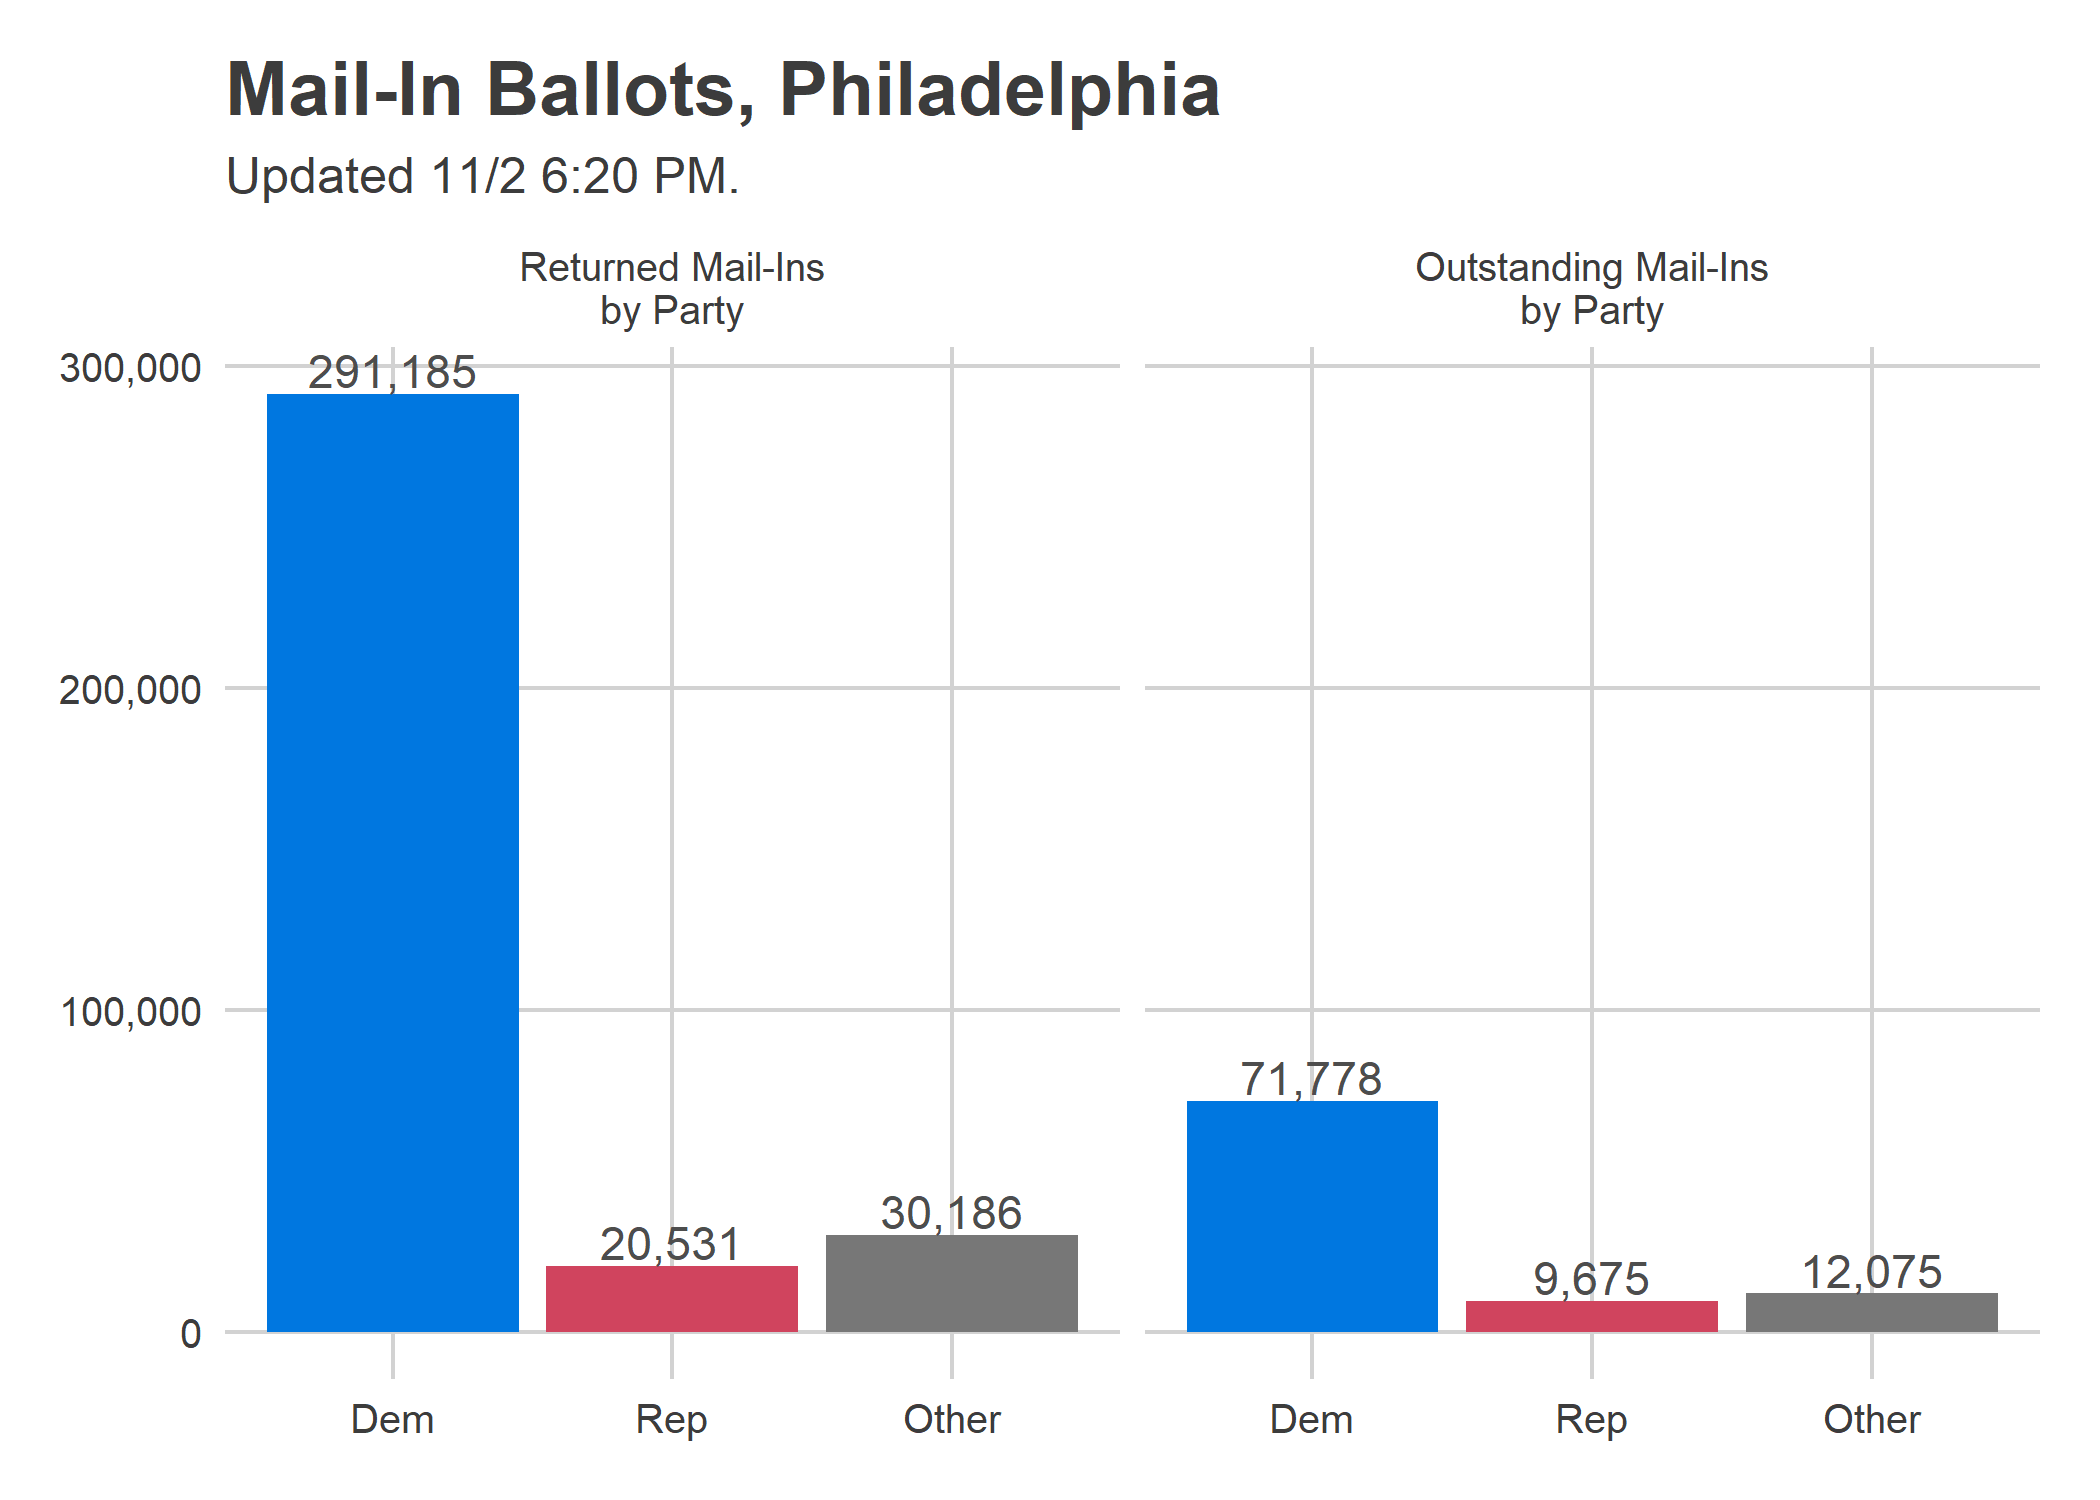 Mail-In Ballots, Philadelphia
Updated 11/2 6:20 PM.
Returned Mail-Ins
by Party
Outstanding Mail-Ins
by Party
300,000
200,000
100,000
0
291,185
20,531
30,186
71,778
9,675
12,075
Dem
Rep
Other
Dem
Rep
Other